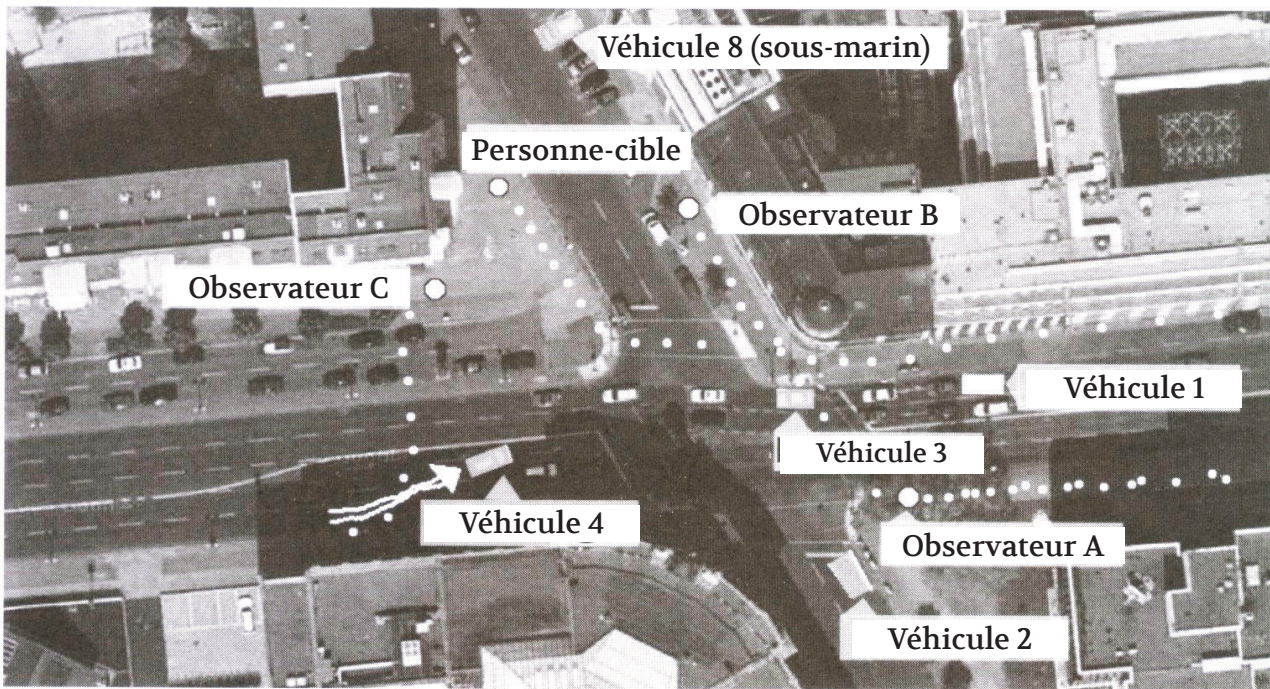 Véhicule 8 (sous-marin)
Personne-cible
Observateur B
Observateur C
Véhicule 1
Véhicule 3
Véhicule 4
Observateur A
Véhicule 2